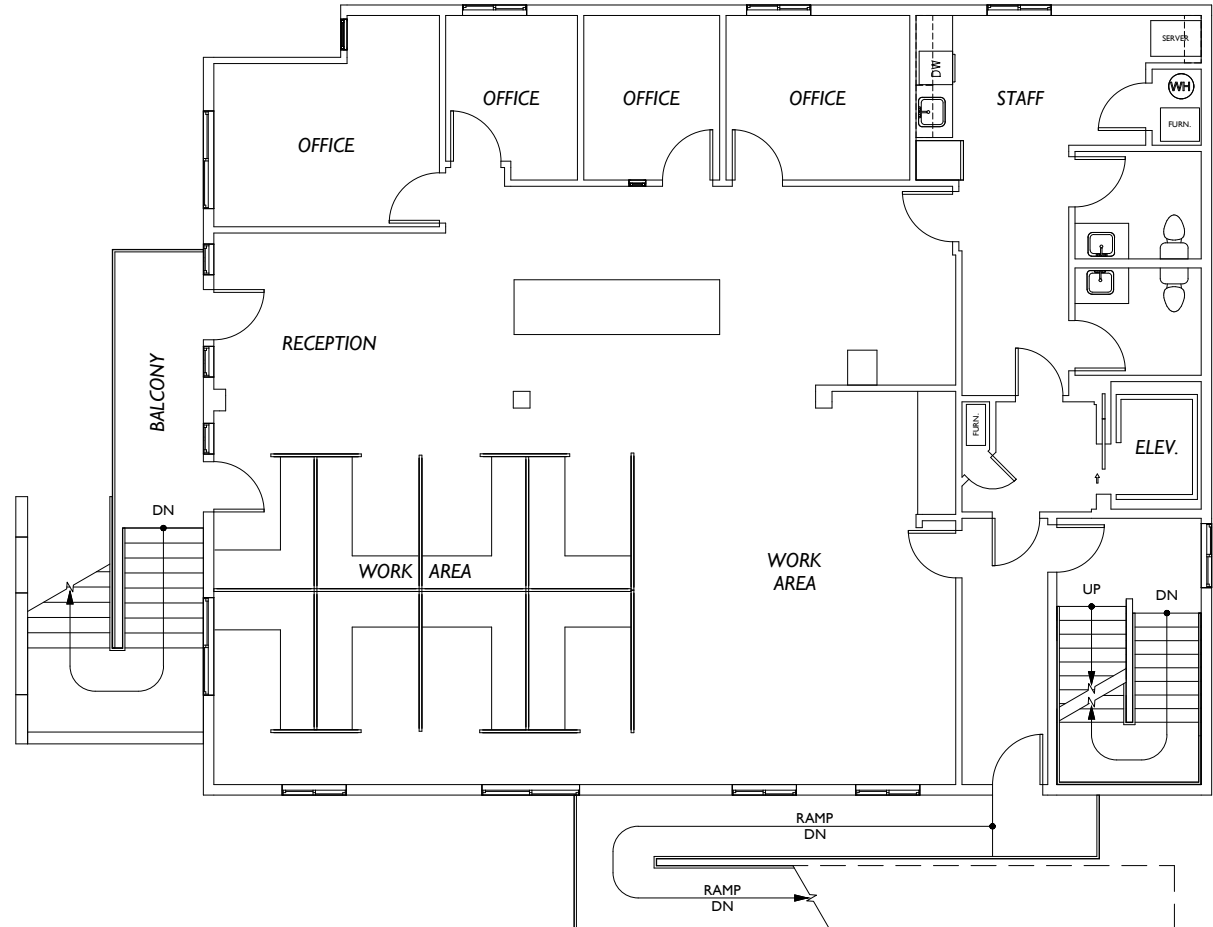 SERVER
DW
WH
OFFICE
OFFICE
OFFICE
STAFF
FURN.
OFFICE
RECEPTION
BALCONY
FURN.
ELEV.
DN
WORK AREA
WORK
AREA
UP
DN
RAMP
DN
RAMP
DN